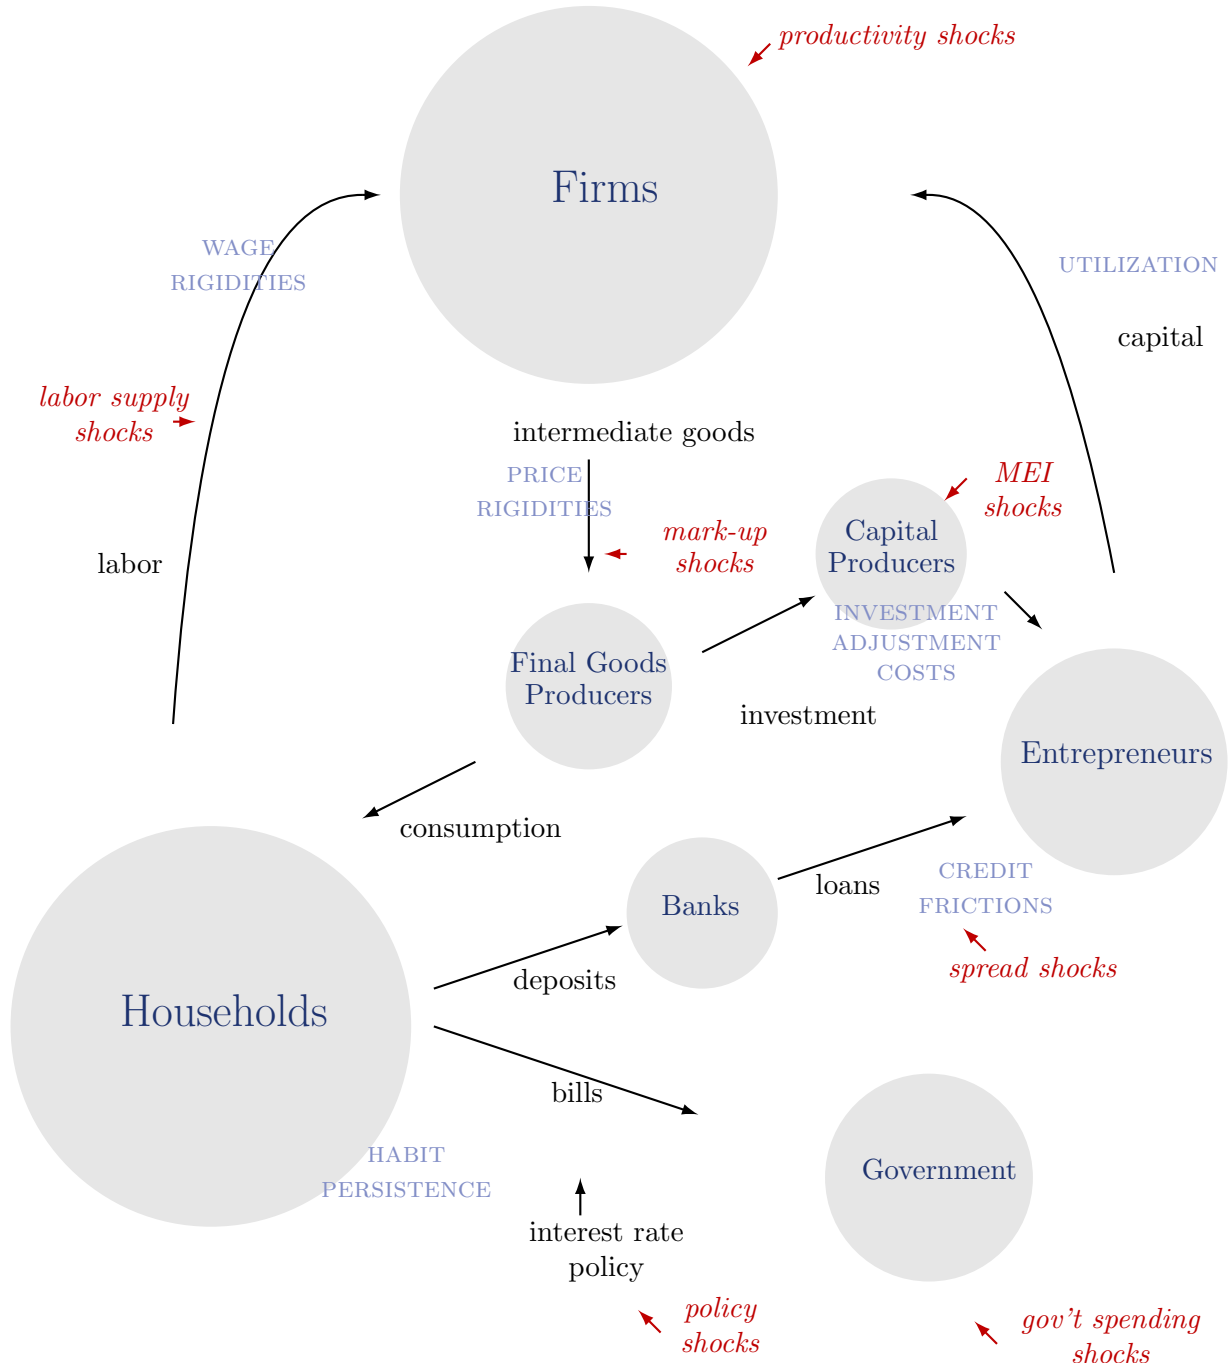 productivity shocks
Firms
WAGE
RIGIDITIES
UTILIZATION
capital
labor supply
shocks
intermediate goods
PRICE
RIGIDITIES
MEI
shocks
mark-up
shocks
Capital
Producers
labor
INVESTMENT
ADJUSTMENT
COSTS
Final Goods
Producers
investment
Entrepreneurs
consumption
loans
CREDIT
FRICTIONS
Banks
spread shocks
deposits
Households
bills
HABIT
PERSISTENCE
Government
interest rate
policy
policy
shocks
gov't spending
shocks